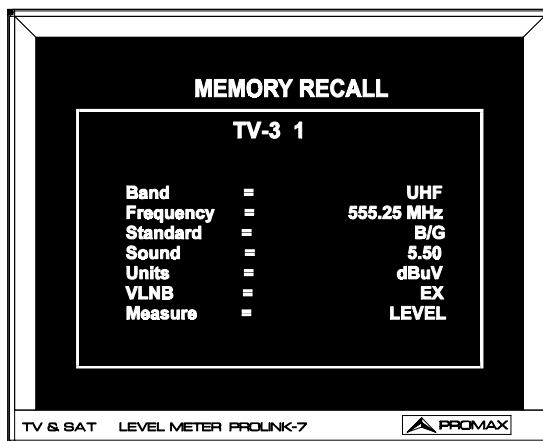 MEMORY RECALL
TV-3 1
Band = UHF
Frequency = 555.25 MHz
Standard = B/G
Sound = 5.50
Units = dBuV
VLNB = EX
Measure = LEVEL
TV & SAT LEVEL METER PROLINK-7 PROMAX